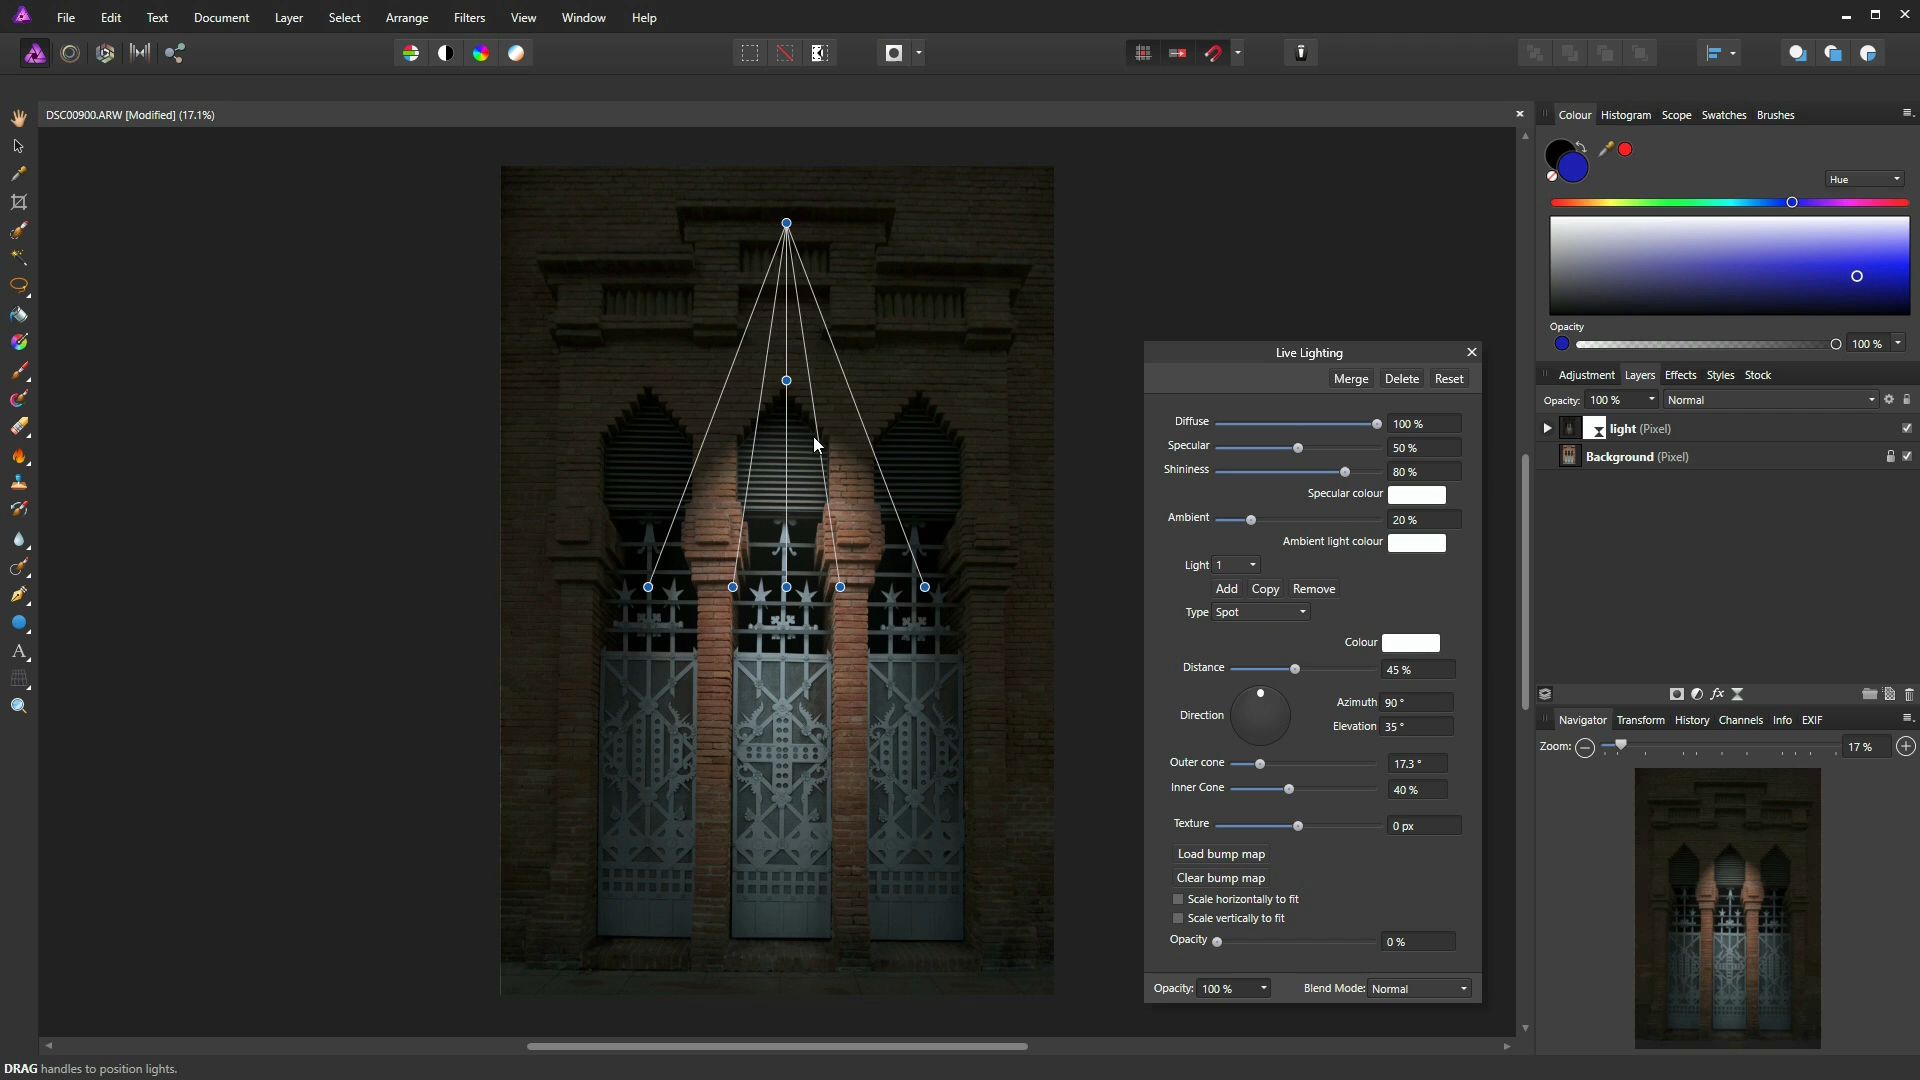 File Edit Text Document Layer Select Arrange Filters View Window Help
DSC00900.ARW [Modified] (17.1%)
Colour Histogram Scope Swatches Brushes
Hue
Opacity
100 %
Adjustment Layers Effects Styles Stock
Opacity: 100 % Normal
light (Pixel)
Background (Pixel)
Live Lighting
Merge Delete Reset
Diffuse 100 %
Specular 50 %
Shininess 80 %
Specular colour
Ambient 20 %
Ambient light colour
Light 1
Add Copy Remove
Type Spot
Colour
Distance 45 %
Direction Azimuth 90 °
Elevation 35 °
Outer cone 17.3 °
Inner Cone 40 %
Texture 0 px
Load bump map
Clear bump map
Scale horizontally to fit
Scale vertically to fit
Opacity 0 %
Opacity: 100 % Blend Mode: Normal
Navigator Transform History Channels Info EXIF
Zoom: 17 %
DRAG handles to position lights.